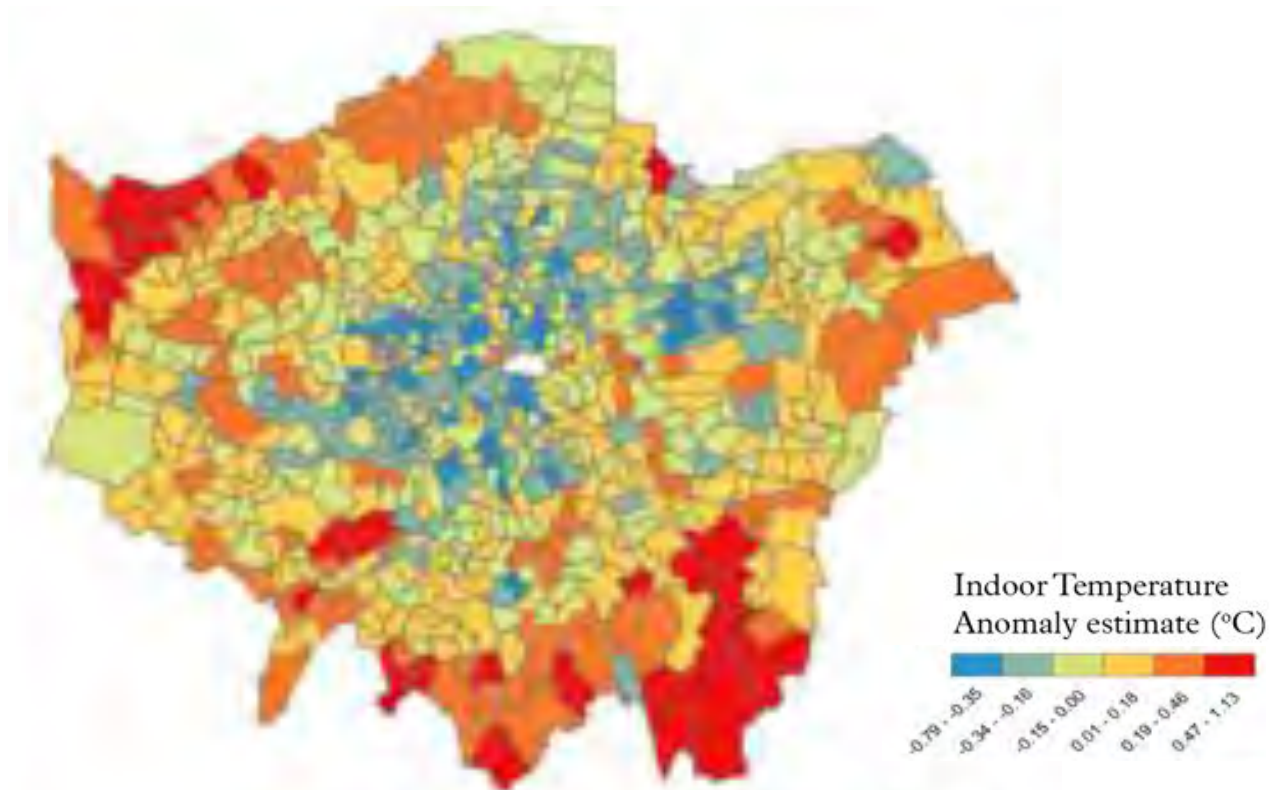 Indoor Temperature
Anomaly estimate (°C)
-0.79 - -0.35
-0.34 - -0.16
-0.15 - 0.00
0.01 - 0.18
0.19 - 0.46
0.47 - 1.13